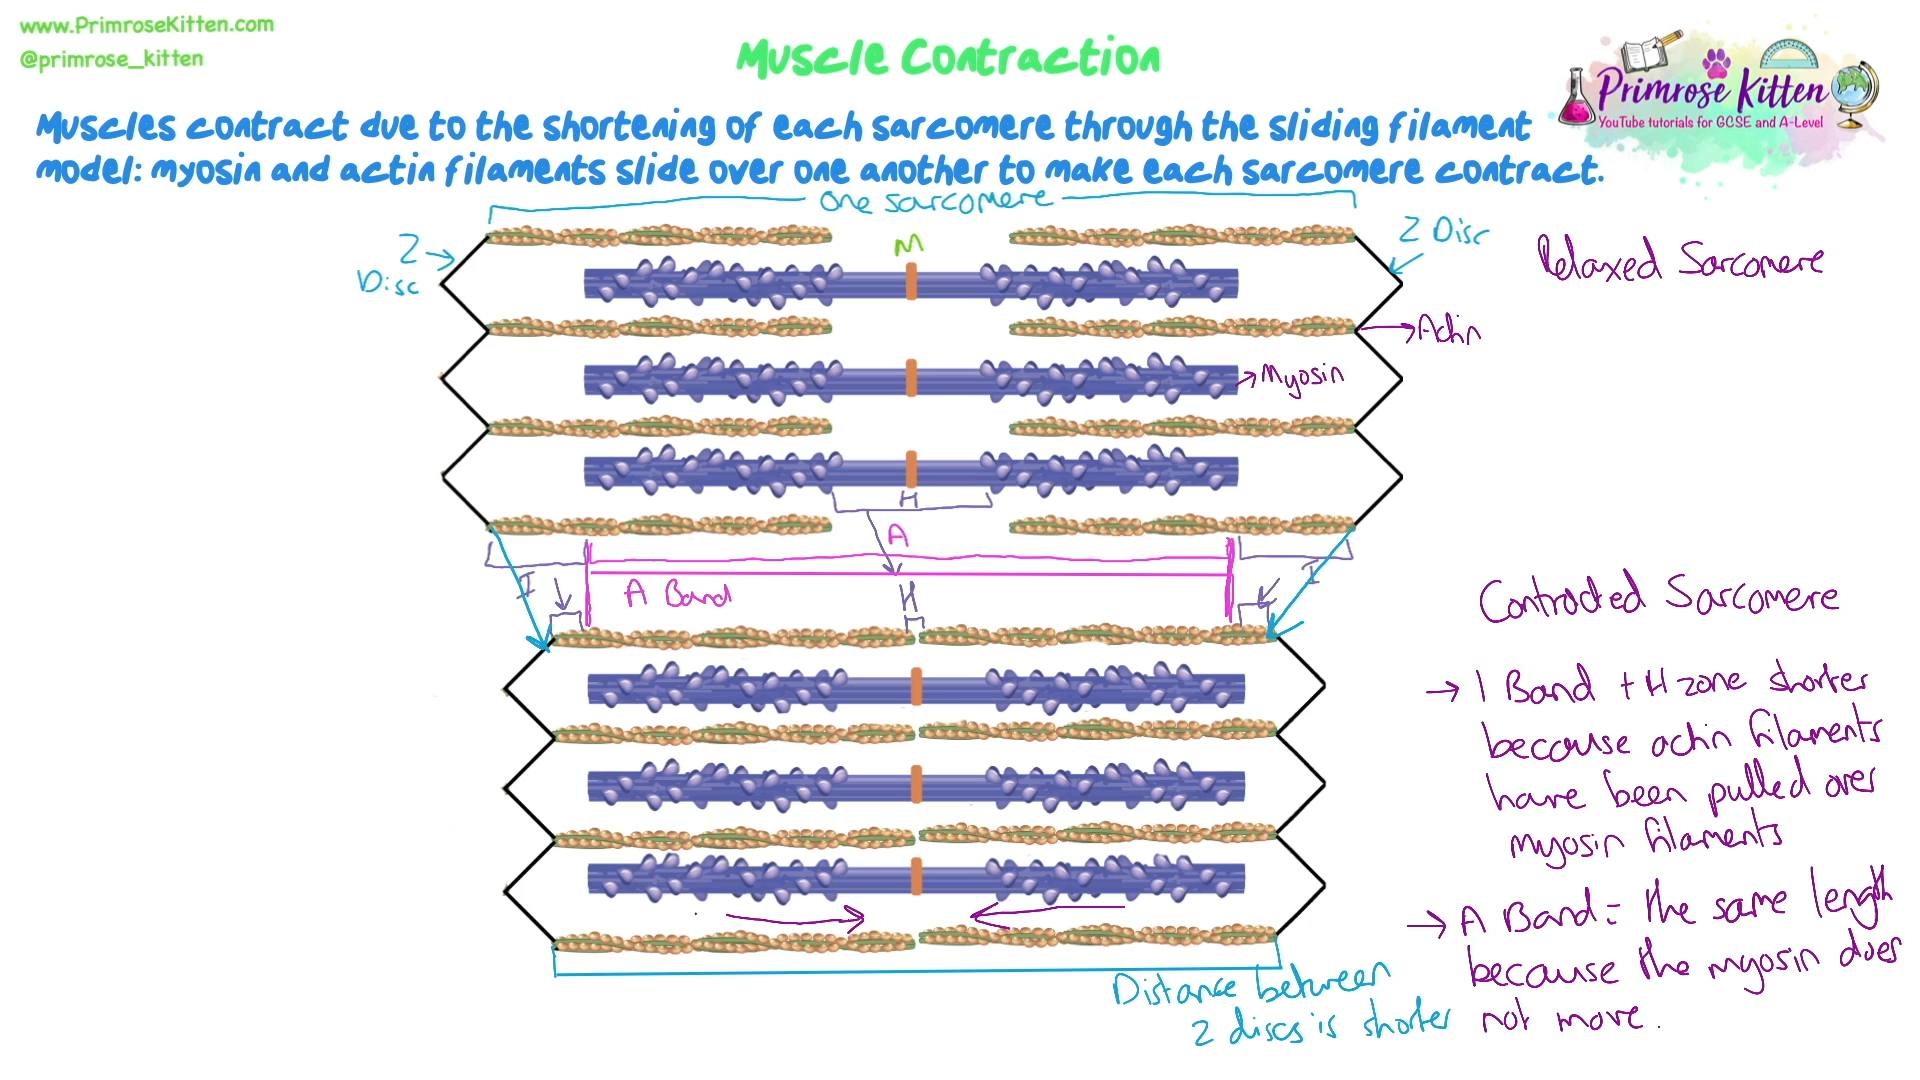 www.PrimroseKitten.com
@primrose_kitten
Muscle Contraction
Primrose Kitten
YouTube tutorials for GCSE and A-Level
Muscles contract due to the shortening of each sarcomere through the sliding filament
model: myosin and actin filaments slide over one another to make each sarcomere contract.
one sarcomere
Z
Disc
M
Z Disc
Relaxed Sarcomere
Actin
Myosin
H
A
I
I
A Band
H
Contracted Sarcomere
→ I Band + H zone shorter
because actin filaments
have been pulled over
myosin filaments
→ A Band = the same length
because the myosin does
not move.
Distance between
Z discs is shorter